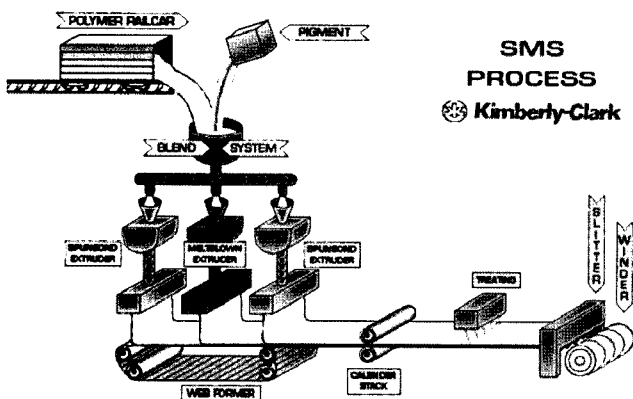 POLYMER RAILCAR
PIGMENT
SMS
PROCESS
Kimberly-Clark
BLEND SYSTEM
SPUNBOND
EXTRUDER
MELTBLOWN
EXTRUDER
SPUNBOND
EXTRUDER
TREATING
SLITTER
WINDER
CALENDER
STACK
WEB FORMER